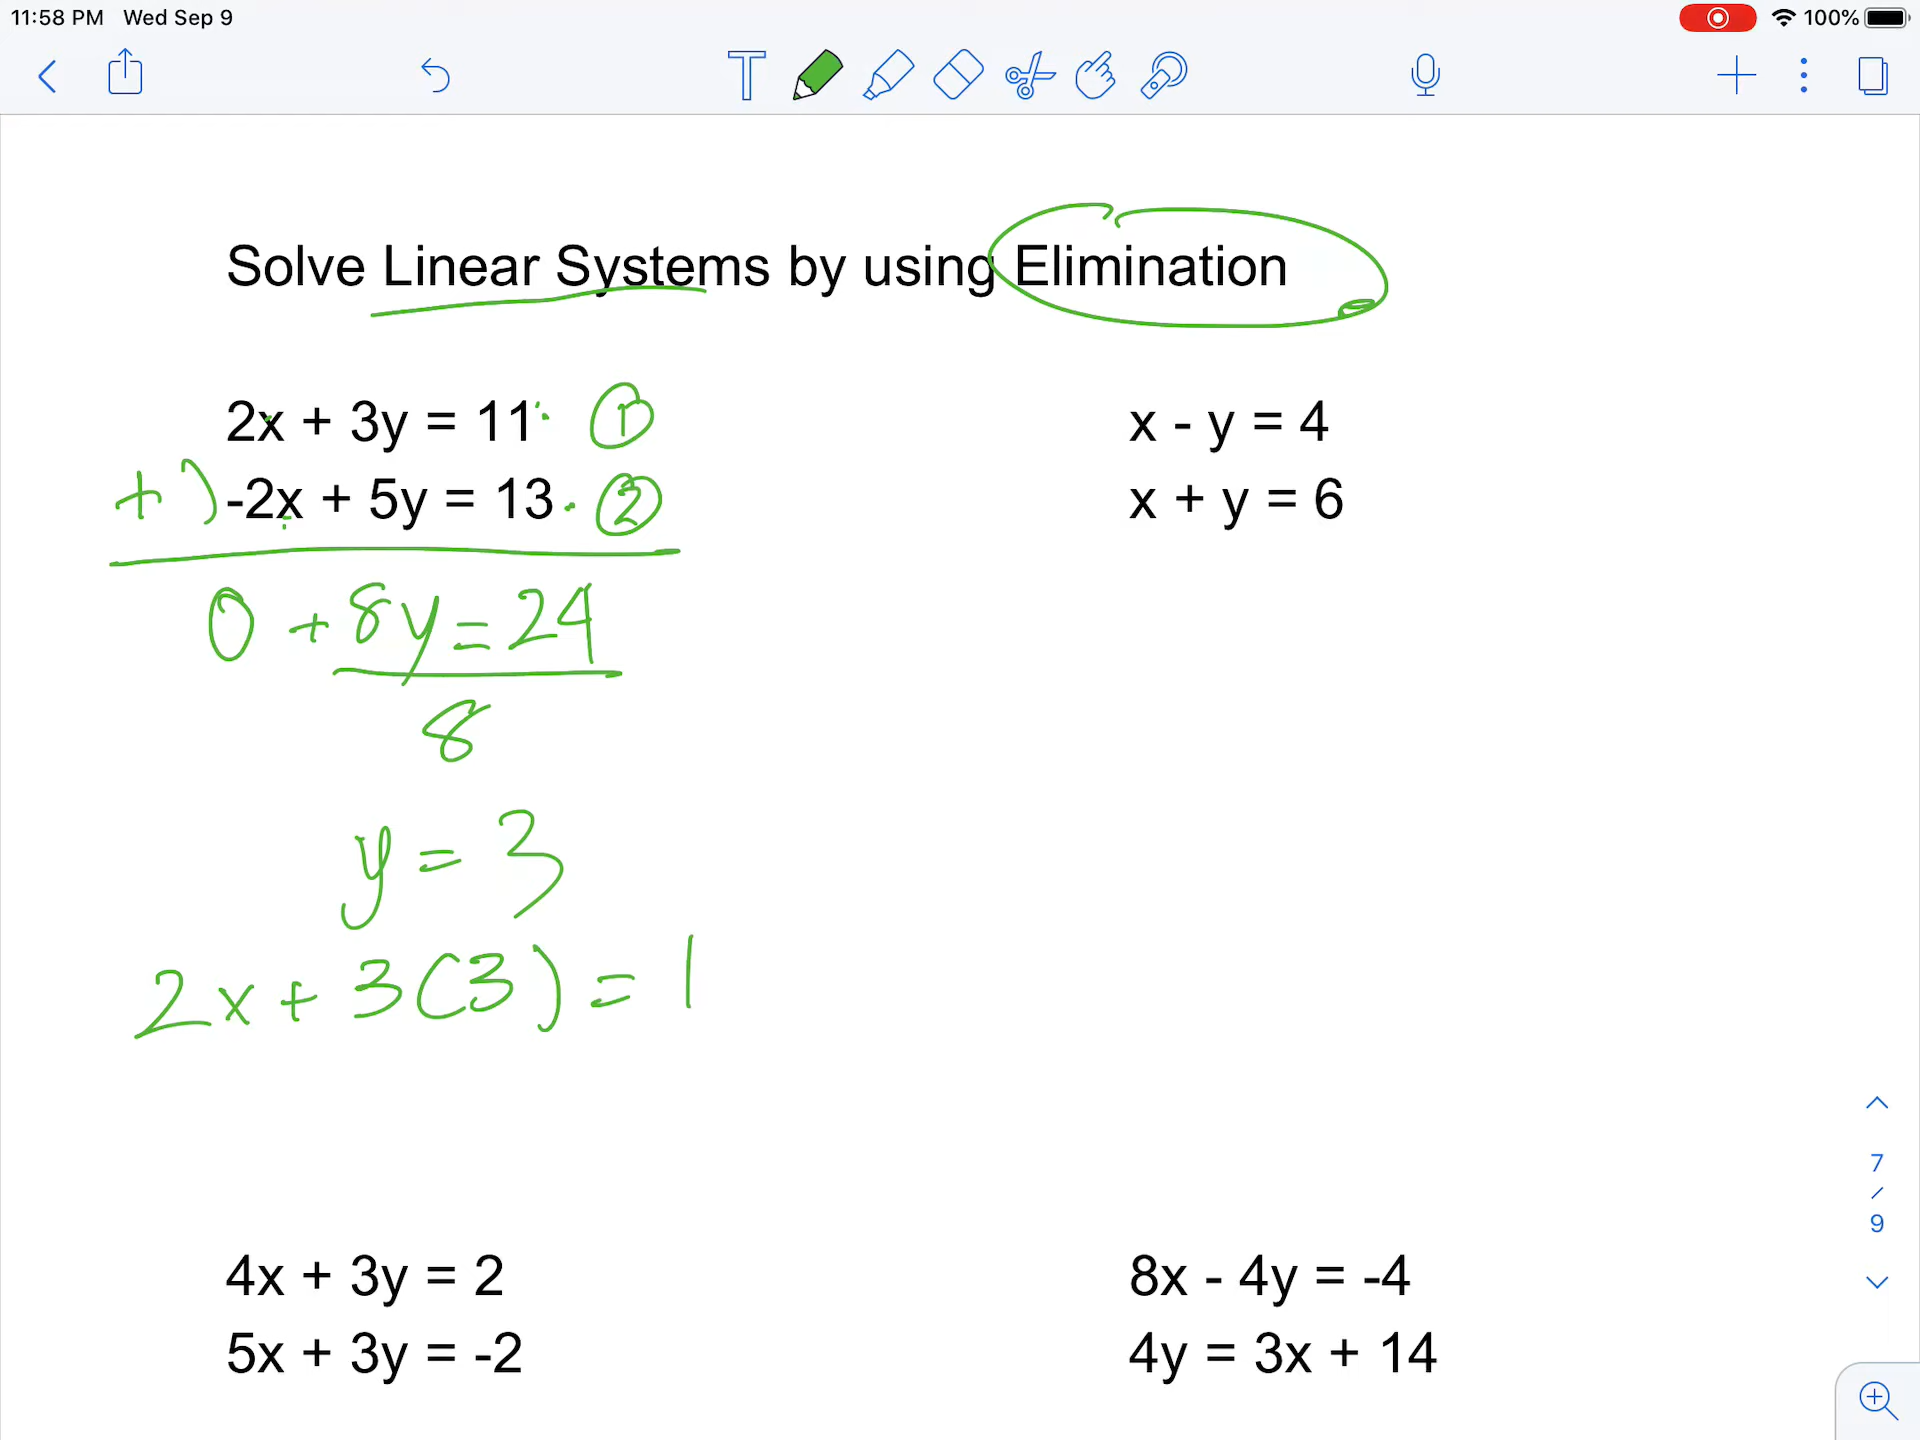 11:58 PM Wed Sep 9
100%
T
Solve Linear Systems by using Elimination
2x + 3y = 11 ①
+ ) -2x + 5y = 13 ②
0 + 8y = 24
8
y = 3
2x + 3(3) = 1
x - y = 4
x + y = 6
4x + 3y = 2
5x + 3y = -2
8x - 4y = -4
4y = 3x + 14
7
/
9